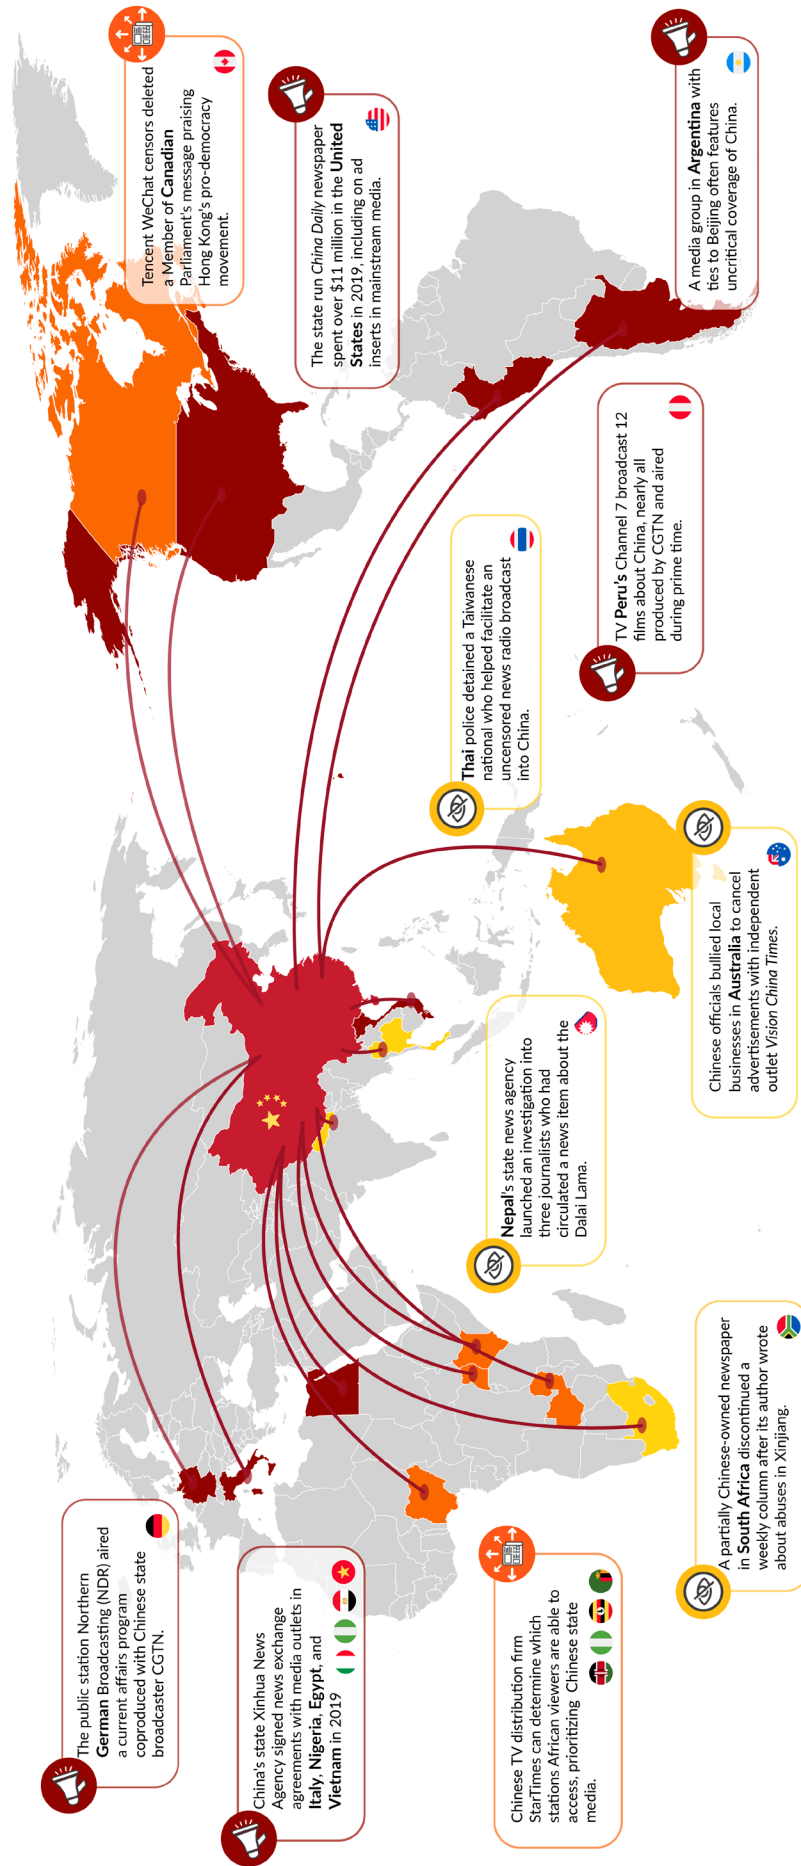 The public station Northern
German Broadcasting (NDR) aired
a current affairs program
coproduced with Chinese state
broadcaster CGTN.
China's state Xinhua News
Agency signed news exchange
agreements with media outlets in
Italy, Nigeria, Egypt, and
Vietnam in 2019
Chinese TV distribution firm
StarTimes can determine which
stations African viewers are able to
access, prioritizing Chinese state
media.
A partially Chinese-owned newspaper
in South Africa discontinued a
weekly column after its author wrote
about abuses in Xinjiang.
Nepal's state news agency
launched an investigation into
three journalists who had
circulated a news item about the
Dalai Lama.
Chinese officials bullied local
businesses in Australia to cancel
advertisements with independent
outlet Vision China Times.
Thai police detained a Taiwanese
national who helped facilitate an
uncensored news radio broadcast
into China.
TV Peru's Channel 7 broadcast 12
films about China, nearly all
produced by CGTN and aired
during prime time.
Tencent WeChat censors deleted
a Member of Canadian
Parliament's message praising
Hong Kong's pro-democracy
movement.
The state run China Daily newspaper
spent over $11 million in the United
States in 2019, including on ad
inserts in mainstream media.
A media group in Argentina with
ties to Beijing often features
uncritical coverage of China.